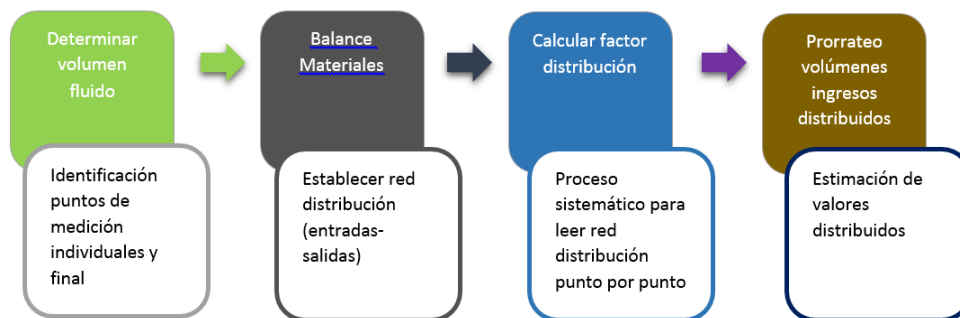 Determinar
volumen
fluido
Identificación
puntos de
medición
individuales y
final
Balance
Materiales
Establecer red
distribución
(entradas-
salidas)
Calcular factor
distribución
Proceso
sistemático para
leer red
distribución
punto por punto
Prorrateo
volúmenes
ingresos
distribuidos
Estimación de
valores
distribuidos